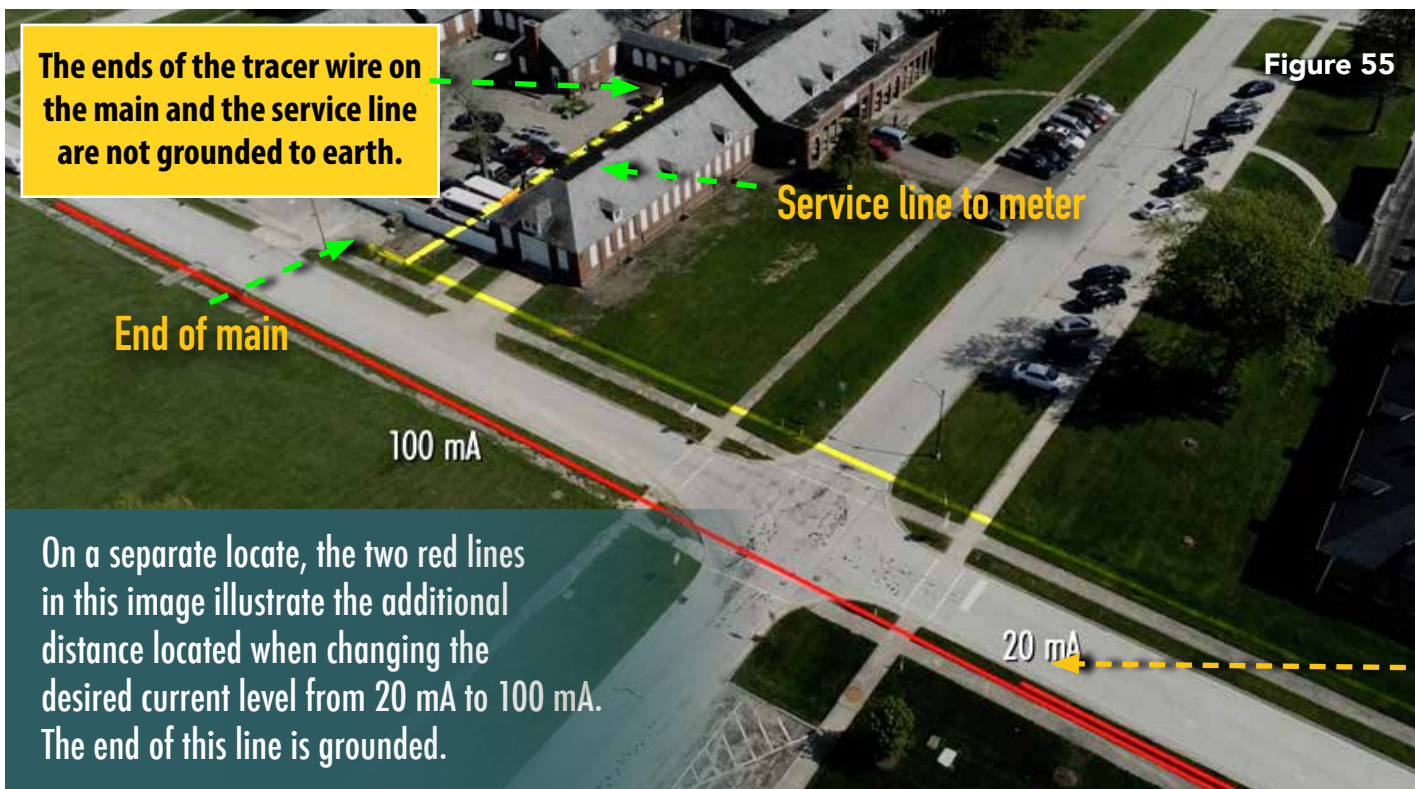 The ends of the tracer wire on
the main and the service line
are not grounded to earth.
Figure 55
Service line to meter
End of main
100 mA
20 mA
On a separate locate, the two red lines
in this image illustrate the additional
distance located when changing the
desired current level from 20 mA to 100 mA.
The end of this line is grounded.